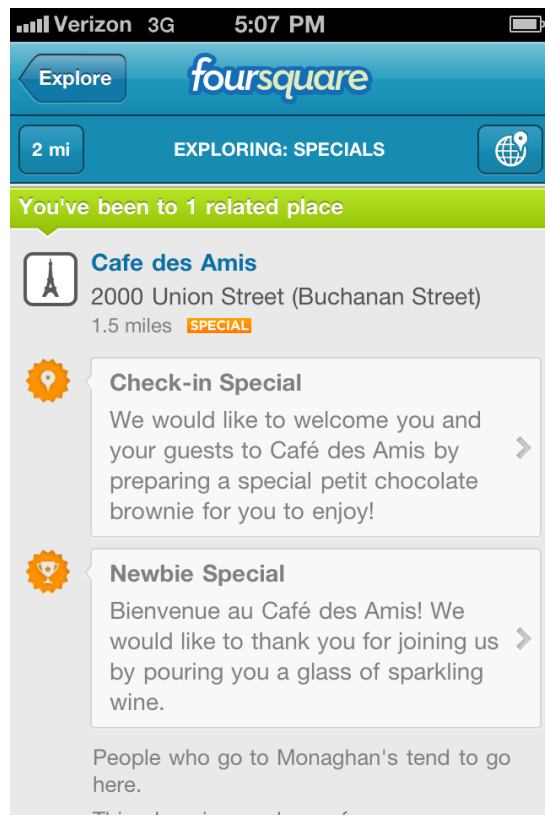 Verizon 3G 5:07 PM
Explore foursquare
2 mi EXPLORING: SPECIALS
You've been to 1 related place
Cafe des Amis
2000 Union Street (Buchanan Street)
1.5 miles SPECIAL
Check-in Special
We would like to welcome you and
your guests to Café des Amis by
preparing a special petit chocolate
brownie for you to enjoy!
Newbie Special
Bienvenue au Café des Amis! We
would like to thank you for joining us
by pouring you a glass of sparkling
wine.
People who go to Monaghan's tend to go
here.